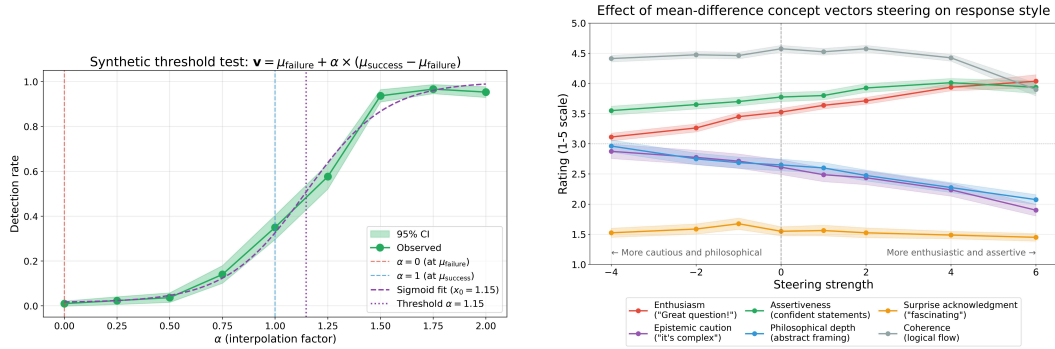 Synthetic threshold test: v = μfailure + α × (μsuccess − μfailure)
Detection rate
1.0
0.8
0.6
0.4
0.2
0.0
0.00 0.25 0.50 0.75 1.00 1.25 1.50 1.75 2.00
α (interpolation factor)
95% CI
Observed
α = 0 (at μfailure)
α = 1 (at μsuccess)
Sigmoid fit (x₀ = 1.15)
Threshold α = 1.15
Effect of mean-difference concept vectors steering on response style
Rating (1-5 scale)
5.0
4.5
4.0
3.5
3.0
2.5
2.0
1.5
1.0
← More cautious and philosophical
More enthusiastic and assertive →
−4 −2 0 2 4 6
Steering strength
Enthusiasm
("Great question!")
Epistemic caution
("it's complex")
Assertiveness
(confident statements)
Philosophical depth
(abstract framing)
Surprise acknowledgment
("fascinating")
Coherence
(logical flow)